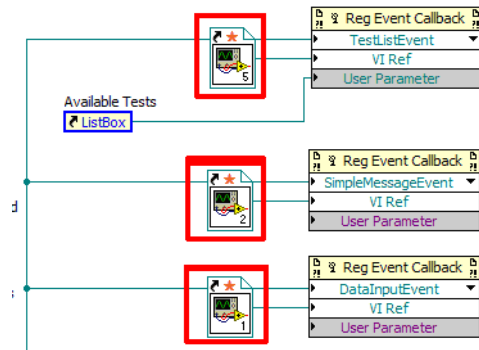 Reg Event Callback
TestListEvent
VI Ref
5
User Parameter
Available Tests
ListBox
Reg Event Callback
SimpleMessageEvent
d
VI Ref
2
User Parameter
Reg Event Callback
DataInputEvent
s
VI Ref
1
User Parameter